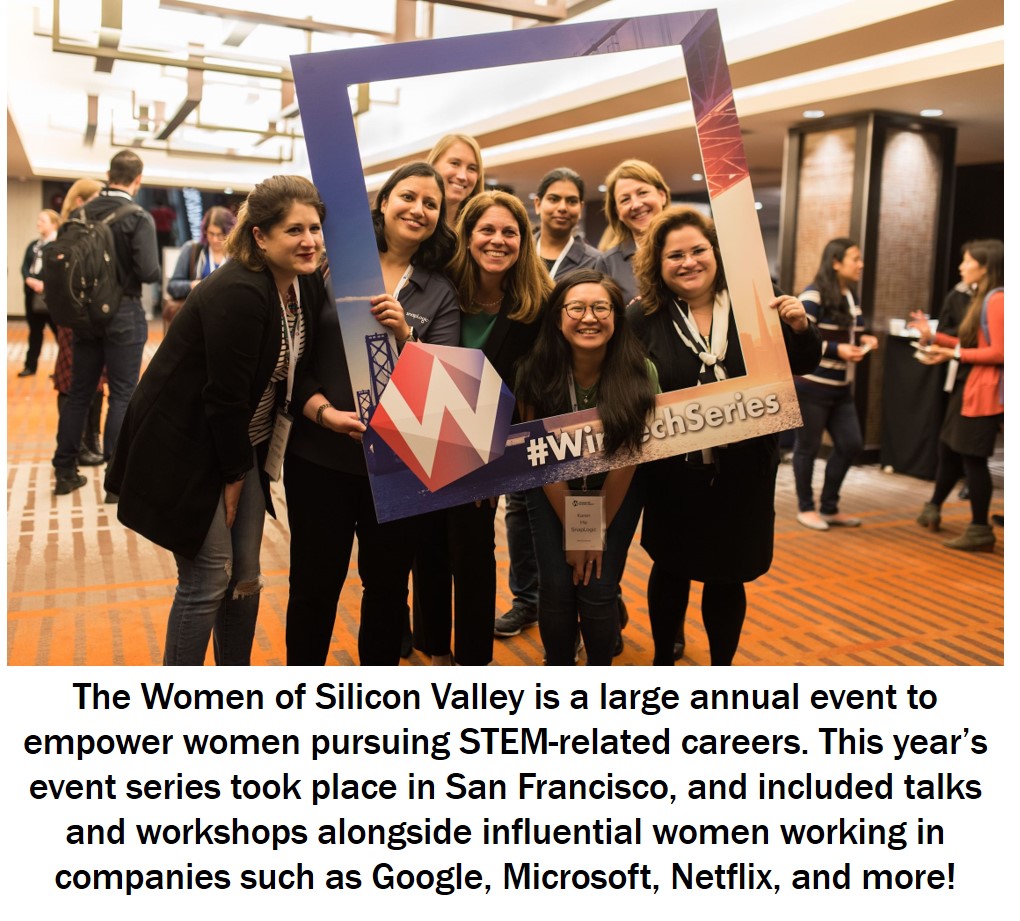 W
#Wi echSeries
Karen
The Women of Silicon Valley is a large annual event to
empower women pursuing STEM-related careers. This year's
event series took place in San Francisco, and included talks
and workshops alongside influential women working in
companies such as Google, Microsoft, Netflix, and more!